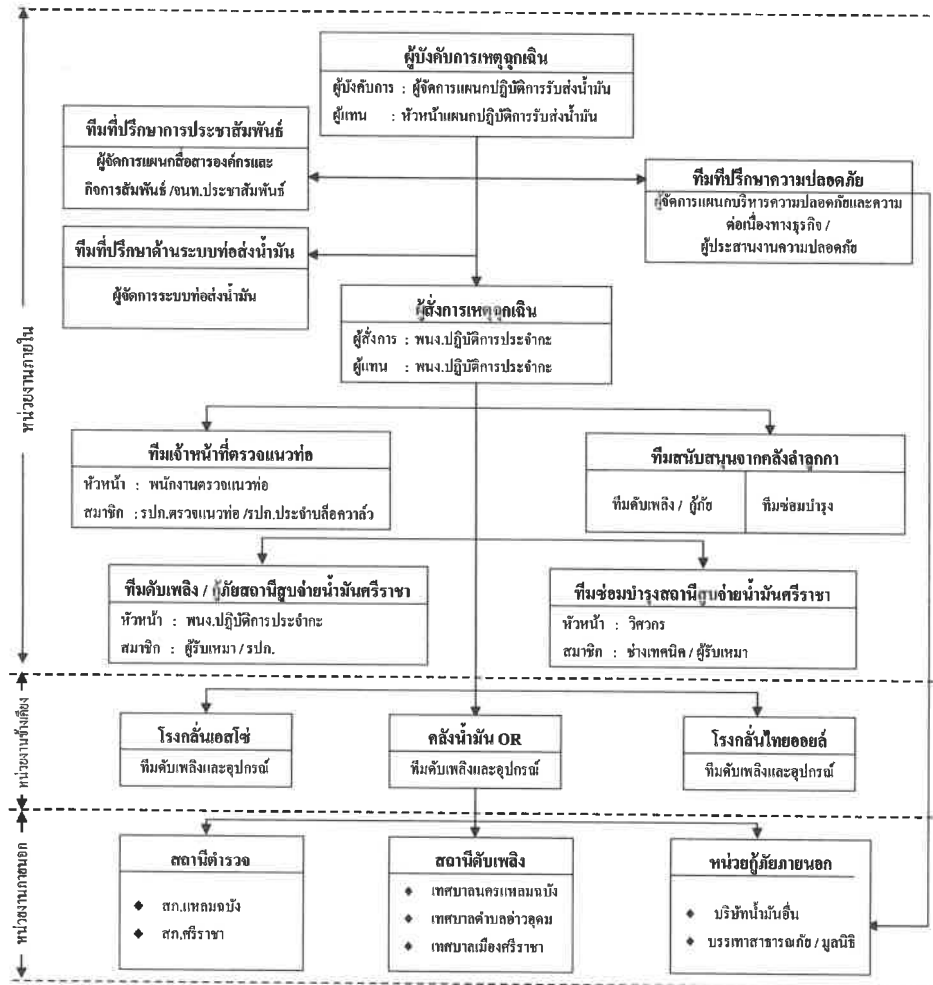 ผู้บังคับการเหตุฉุกเฉิน
ผู้บังคับการ : ผู้จัดการแผนกปฏิบัติการรับส่งน้ำมัน
ผู้แทน : หัวหน้าแผนกปฏิบัติการรับส่งน้ำมัน
ทีมที่ปรึกษาการประชาสัมพันธ์
ผู้จัดการแผนกสื่อสารองค์กรและ
กิจการสัมพันธ์ /จนท.ประชาสัมพันธ์
ทีมที่ปรึกษาความปลอดภัย
ผู้จัดการแผนกบริหารความปลอดภัยและความ
ต่อเนื่องทางธุรกิจ /
ผู้ประสานงานความปลอดภัย
ทีมที่ปรึกษาด้านระบบท่อส่งน้ำมัน
ผู้จัดการระบบท่อส่งน้ำมัน
ผู้สั่งการเหตุฉุกเฉิน
ผู้สั่งการ : พนง.ปฏิบัติการประจำกะ
ผู้แทน : พนง.ปฏิบัติการประจำกะ
หน่วยงานภายใน
ทีมเจ้าหน้าที่ตรวจแนวท่อ
หัวหน้า : พนักงานตรวจแนวท่อ
สมาชิก : รปภ.ตรวจแนวท่อ /รปภ.ประจำบล็อควาล์ว
ทีมสนับสนุนจากคลังลำลูกกา
ทีมดับเพลิง / กู้ภัย
ทีมซ่อมบำรุง
ทีมดับเพลิง / กู้ภัยสถานีสูบจ่ายน้ำมันศรีราชา
หัวหน้า : พนง.ปฏิบัติการประจำกะ
สมาชิก : ผู้รับเหมา / รปภ.
ทีมซ่อมบำรุงสถานีสูบจ่ายน้ำมันศรีราชา
หัวหน้า : วิศวกร
สมาชิก : ช่างเทคนิค / ผู้รับเหมา
หน่วยงานข้างเคียง
โรงกลั่นเอสโซ่
ทีมดับเพลิงและอุปกรณ์
คลังน้ำมัน OR
ทีมดับเพลิงและอุปกรณ์
โรงกลั่นไทยออยล์
ทีมดับเพลิงและอุปกรณ์
หน่วยงานภายนอก
สถานีตำรวจ
◆ สภ.แหลมฉบัง
◆ สภ.ศรีราชา
สถานีดับเพลิง
◆ เทศบาลนครแหลมฉบัง
◆ เทศบาลตำบลอ่าวอุดม
◆ เทศบาลเมืองศรีราชา
หน่วยกู้ภัยภายนอก
◆ บริษัทน้ำมันอื่น
◆ บรรเทาสาธารณภัย / มูลนิธิ